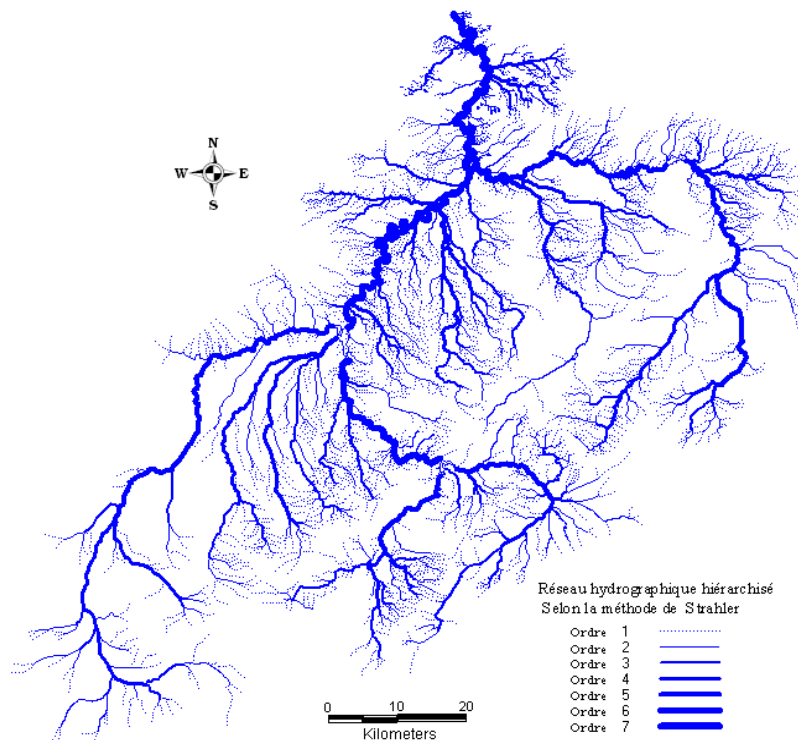 N
W E
S
Réseau hydrographique hiérarchisé
Selon la méthode de Strahler
Ordre 1
Ordre 2
Ordre 3
Ordre 4
Ordre 5
Ordre 6
Ordre 7
0 10 20
Kilometers